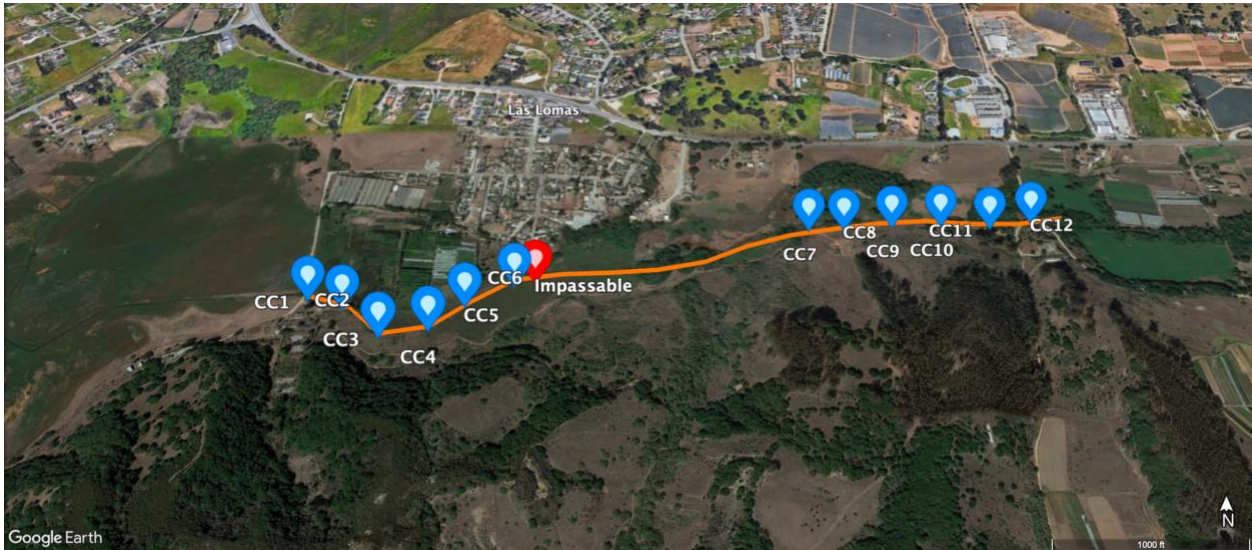 Las Lomas
CC1
CC2
CC3
CC4
CC5
CC6
Impassable
CC7
CC8
CC9
CC10
CC11
CC12
Google Earth
N
1000 ft